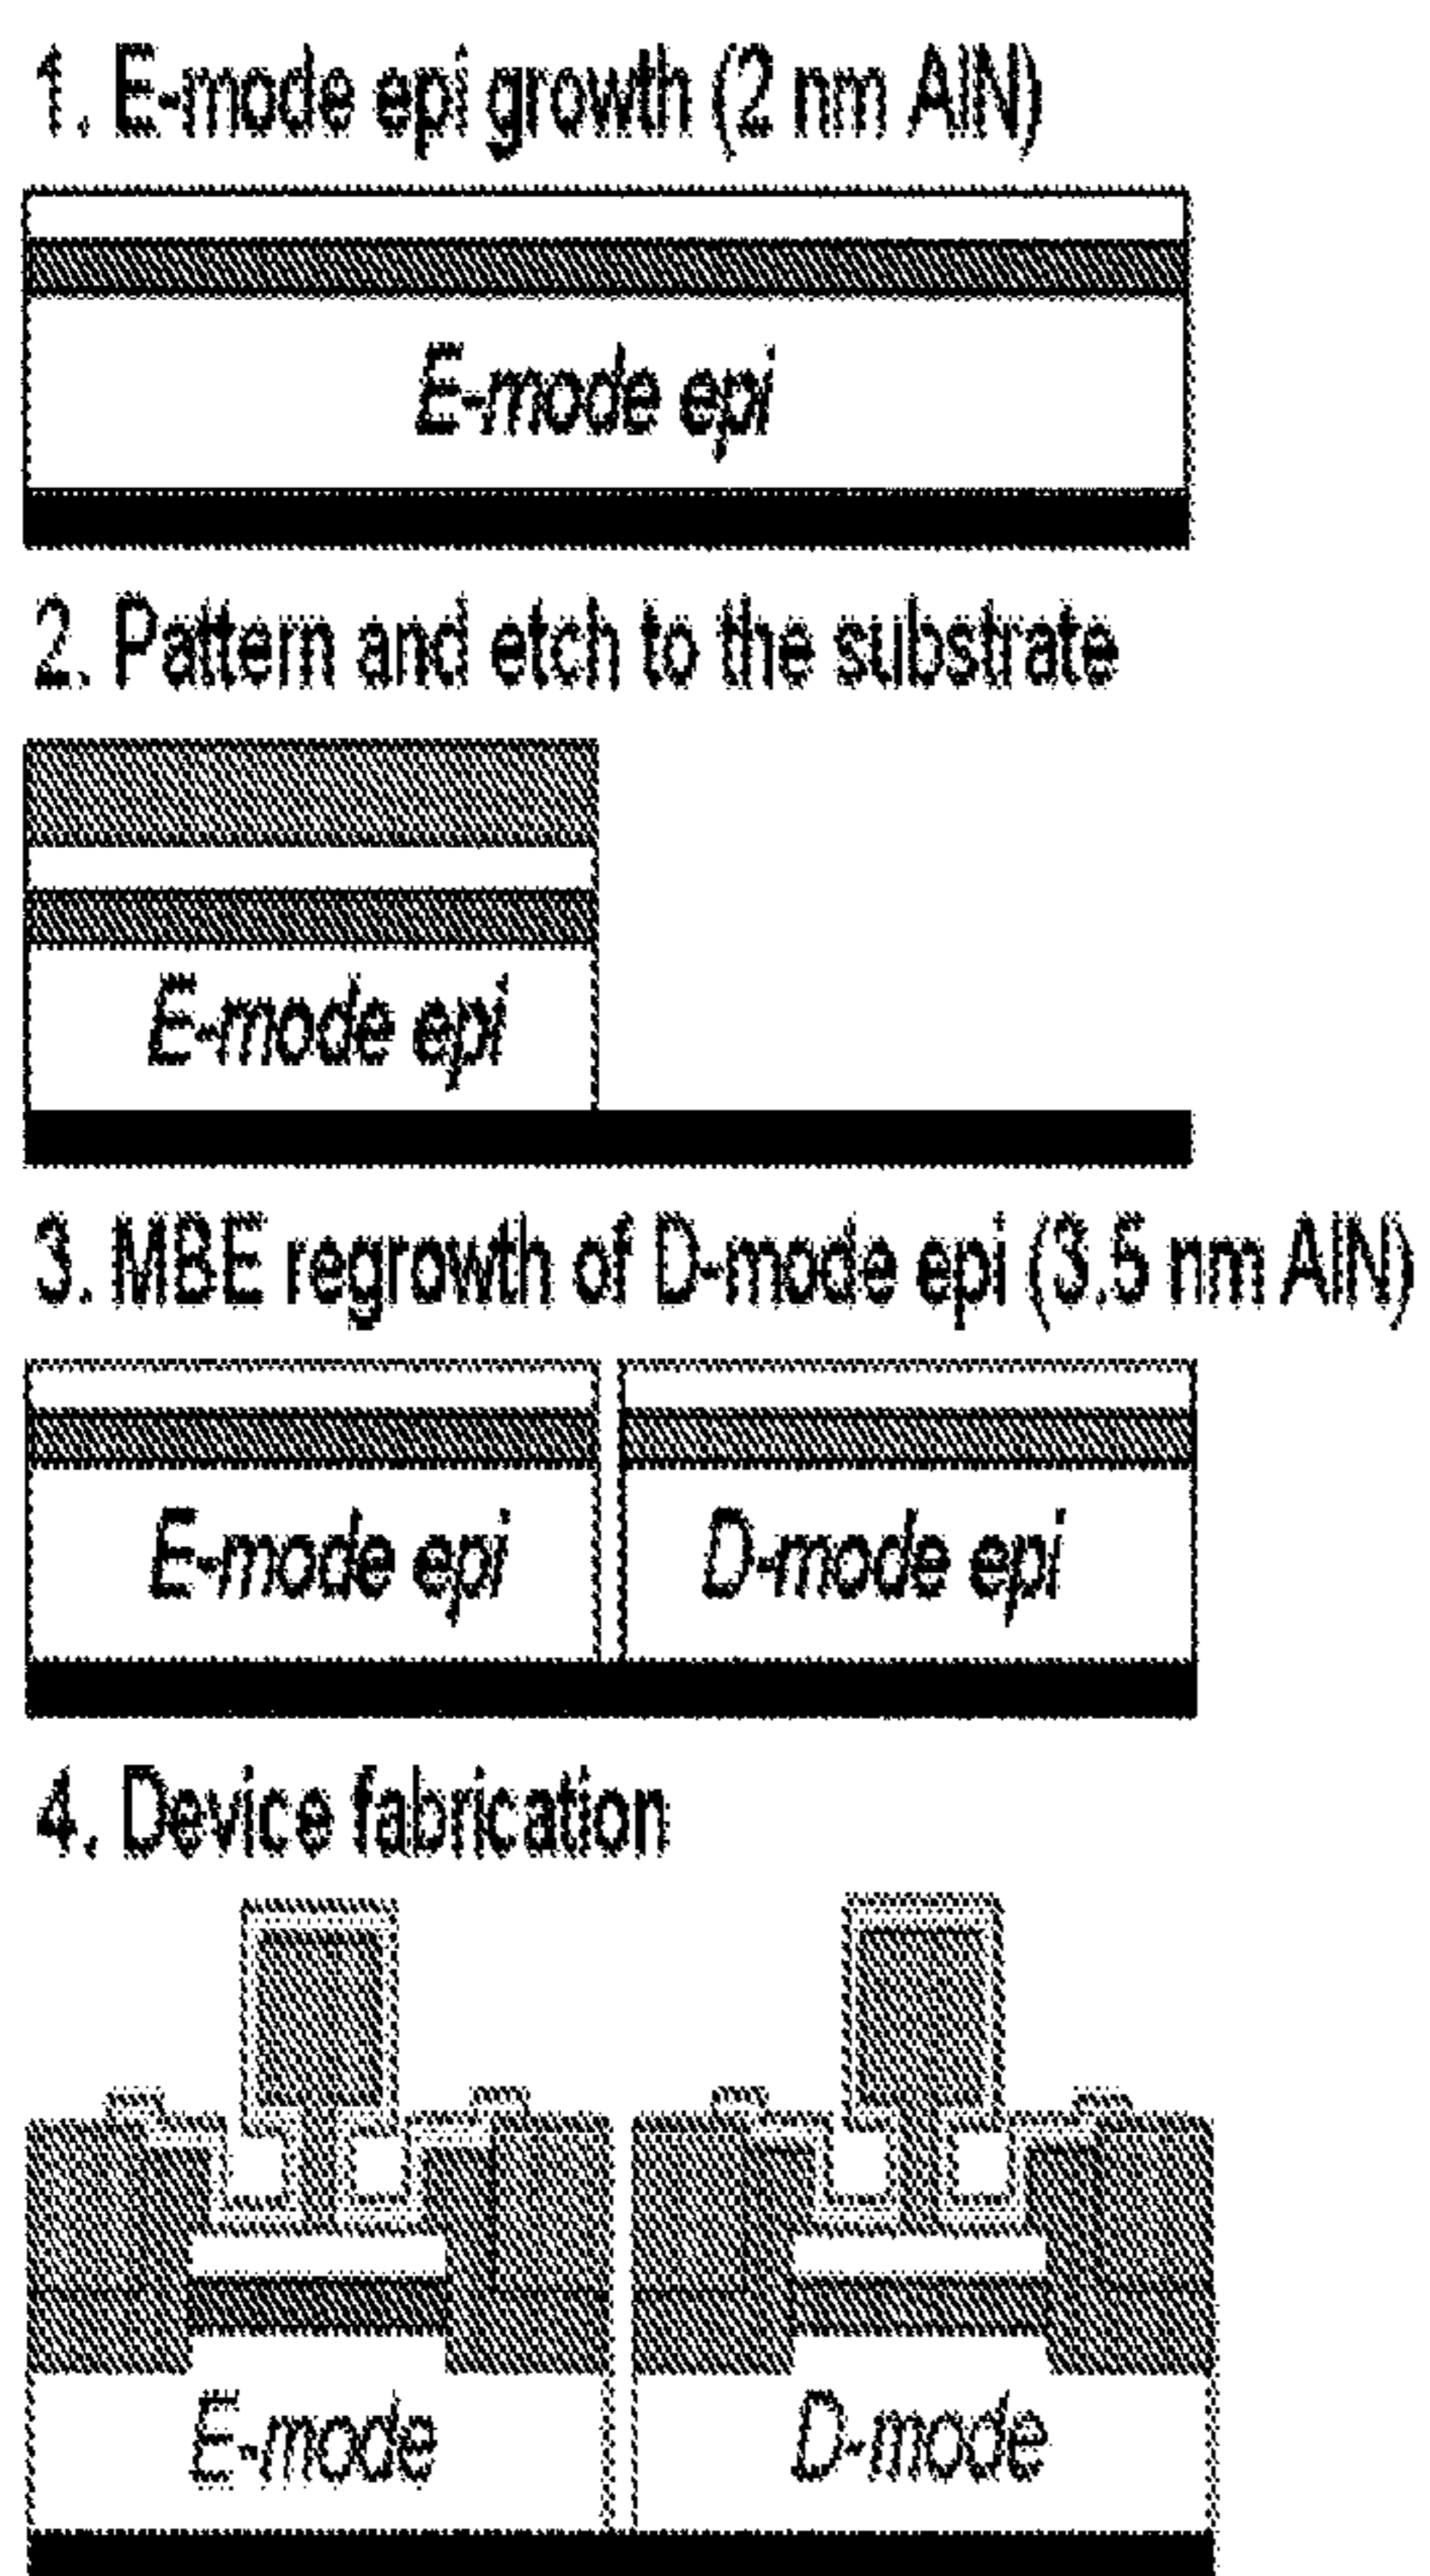 1. E-mode epi growth (2 nm AlN)
E-mode epi
2. Pattern and etch to the substrate
E-mode epi
3. MBE regrowth of D-mode epi (3.5 nm AlN)
E-mode epi D-mode epi
4. Device fabrication
E-mode D-mode